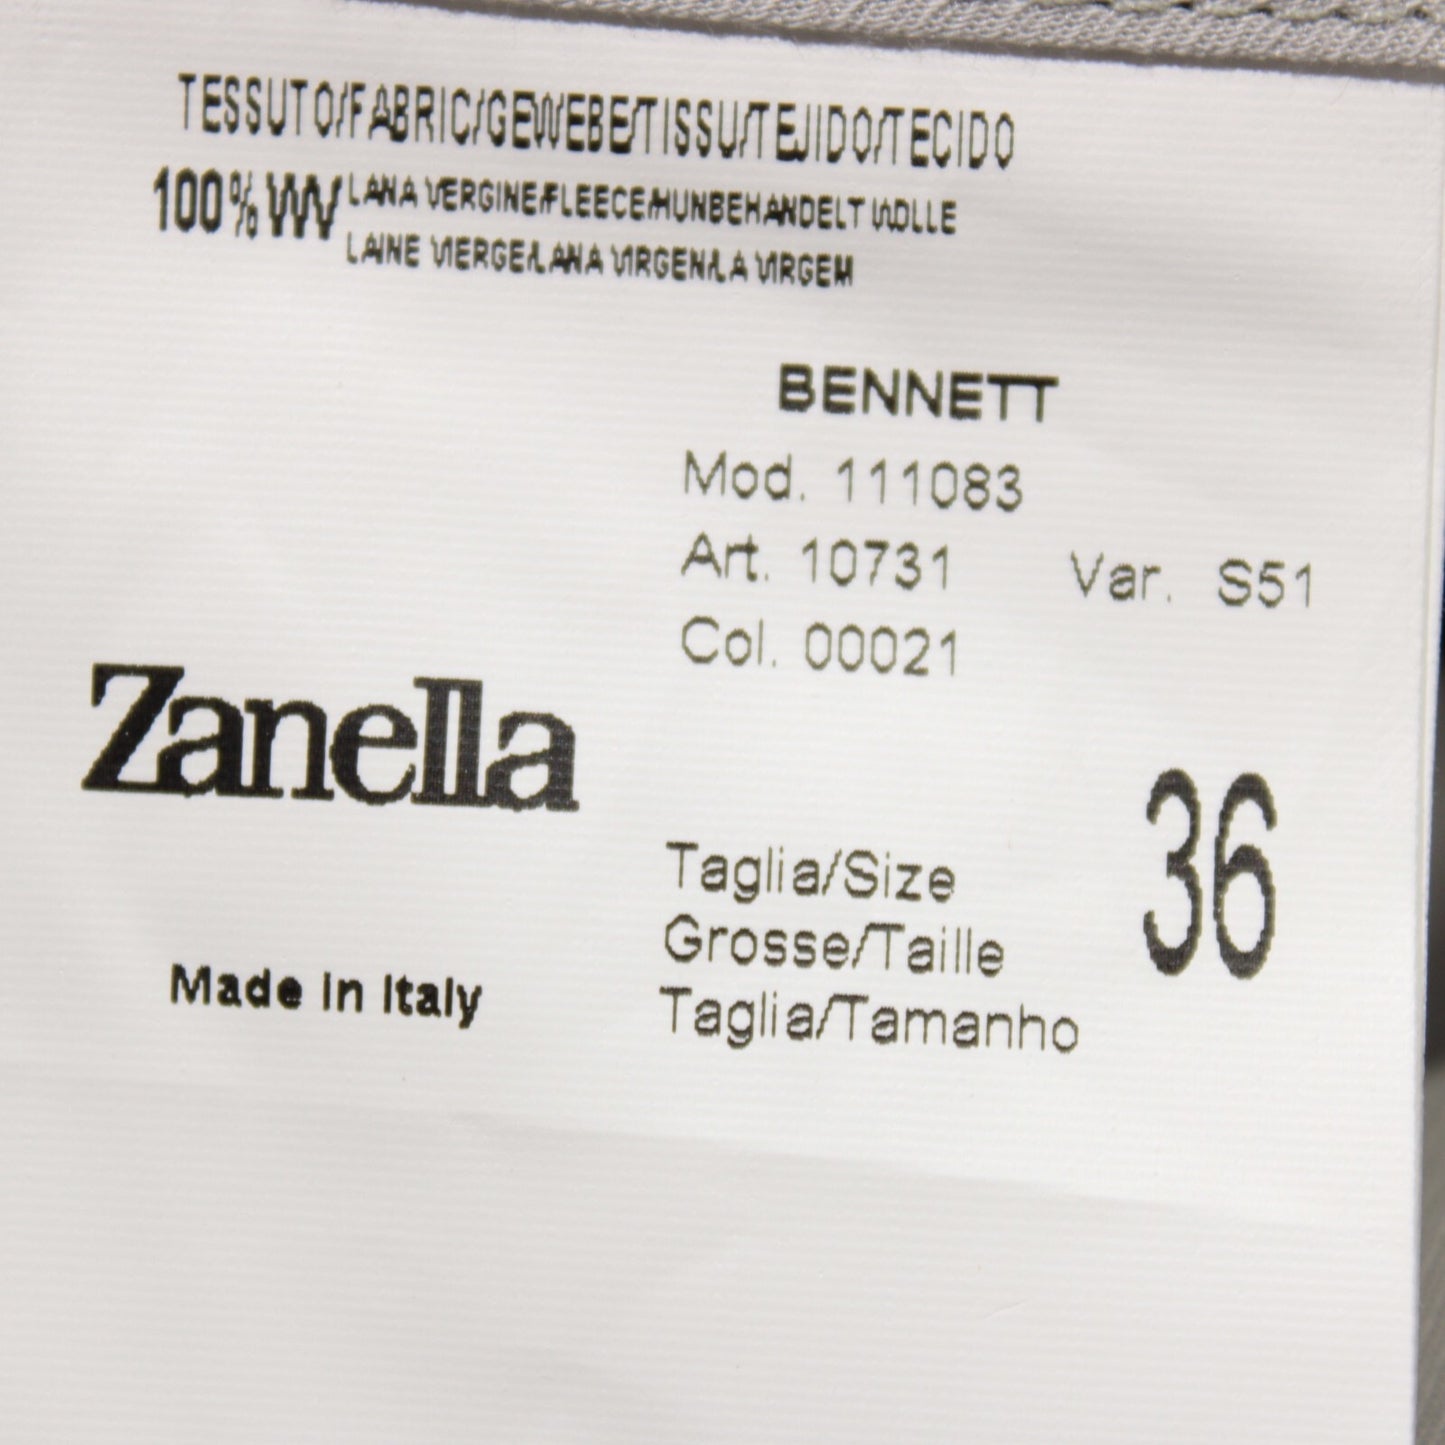 TESSUTO/FABRIC/GEWEBE/TISSU/TEJIDO/TECIDO
100% WV LANA VERGINE/FLEECE/HUNBEHANDELT WOLLE
LAINE VIERGE/LANA VIRGEN/LA VIRGEM
BENNETT
Mod. 111083
Art. 10731 Var. S51
Col. 00021
Zanella
Made in Italy
Taglia/Size
Grosse/Taille
Taglia/Tamanho
36